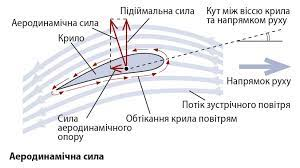 Аеродинамічна сила
Підіймальна сила
Кут між віссю крила
та напрямком руху
Крило
Напрямок
руху
Потік зустрічного повітря
Обтікання крила повітрям
Сила
аеродинамічного
опору
Аеродинамічна сила